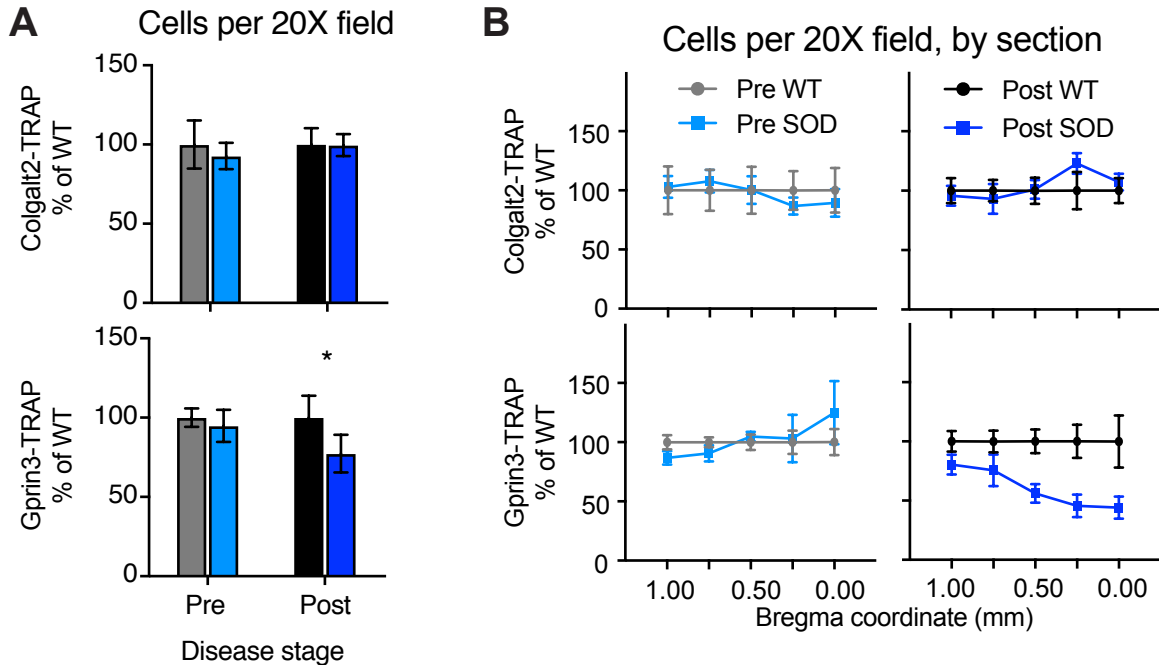 A
Cells per 20X field
Colgalt2-TRAP
% of WT
150
100
50
0
Gprin3-TRAP
% of WT
150
100
50
0
*
Pre
Post
Disease stage
B
Cells per 20X field, by section
Colgalt2-TRAP
% of WT
150
100
50
0
Pre WT
Pre SOD
Post WT
Post SOD
Gprin3-TRAP
% of WT
150
100
50
0
1.00 0.50 0.00
1.00 0.50 0.00
Bregma coordinate (mm)